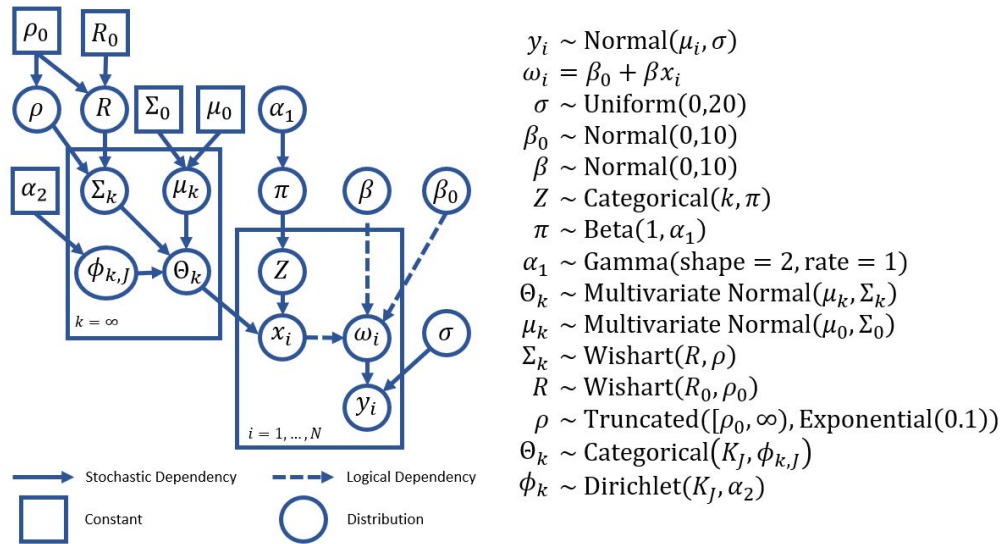 ρ₀ R₀
ρ R Σ₀ μ₀ α₁
α₂ Σₖ μₖ π β β₀
ϕₖ,J Θₖ Z
k = ∞
xᵢ ωᵢ σ
yᵢ
i = 1, …, N
Stochastic Dependency Logical Dependency
Constant Distribution
yᵢ ~ Normal(μᵢ, σ)
ωᵢ = β₀ + βxᵢ
σ ~ Uniform(0,20)
β₀ ~ Normal(0,10)
β ~ Normal(0,10)
Z ~ Categorical(k, π)
π ~ Beta(1, α₁)
α₁ ~ Gamma(shape = 2, rate = 1)
Θₖ ~ Multivariate Normal(μₖ, Σₖ)
μₖ ~ Multivariate Normal(μ₀, Σ₀)
Σₖ ~ Wishart(R, ρ)
R ~ Wishart(R₀, ρ₀)
ρ ~ Truncated([ρ₀, ∞), Exponential(0.1))
Θₖ ~ Categorical(K_J, ϕₖ,J)
ϕₖ ~ Dirichlet(K_J, α₂)